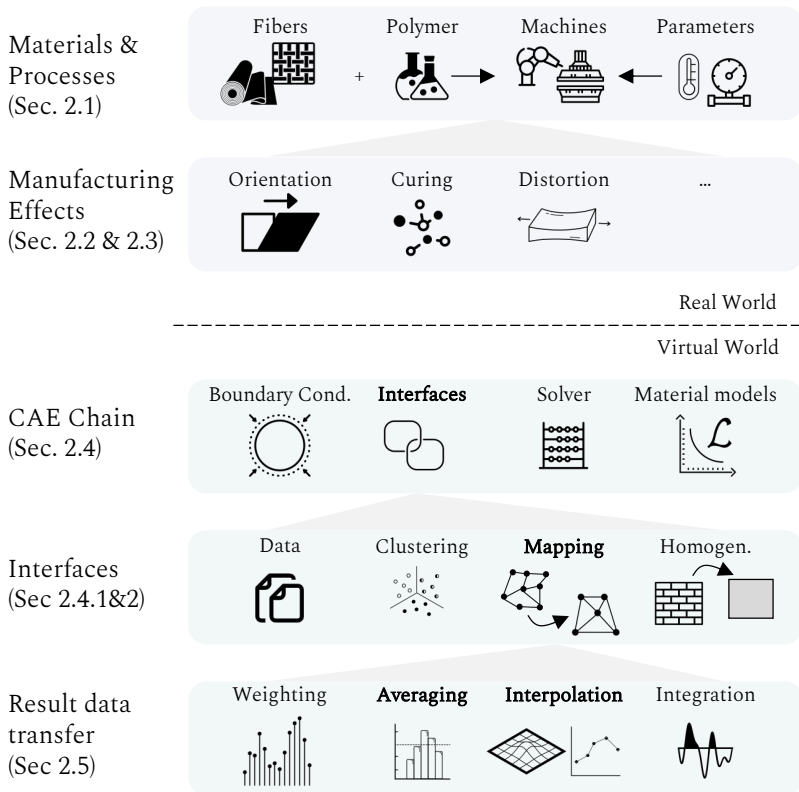 Materials &
Processes
(Sec. 2.1)
Fibers
Polymer
Machines
Parameters
+
Manufacturing
Effects
(Sec. 2.2 & 2.3)
Orientation
Curing
Distortion
...
Real World
Virtual World
CAE Chain
(Sec. 2.4)
Boundary Cond.
Interfaces
Solver
Material models
ℒ
Interfaces
(Sec 2.4.1&2)
Data
Clustering
Mapping
Homogen.
Result data
transfer
(Sec 2.5)
Weighting
Averaging
Interpolation
Integration